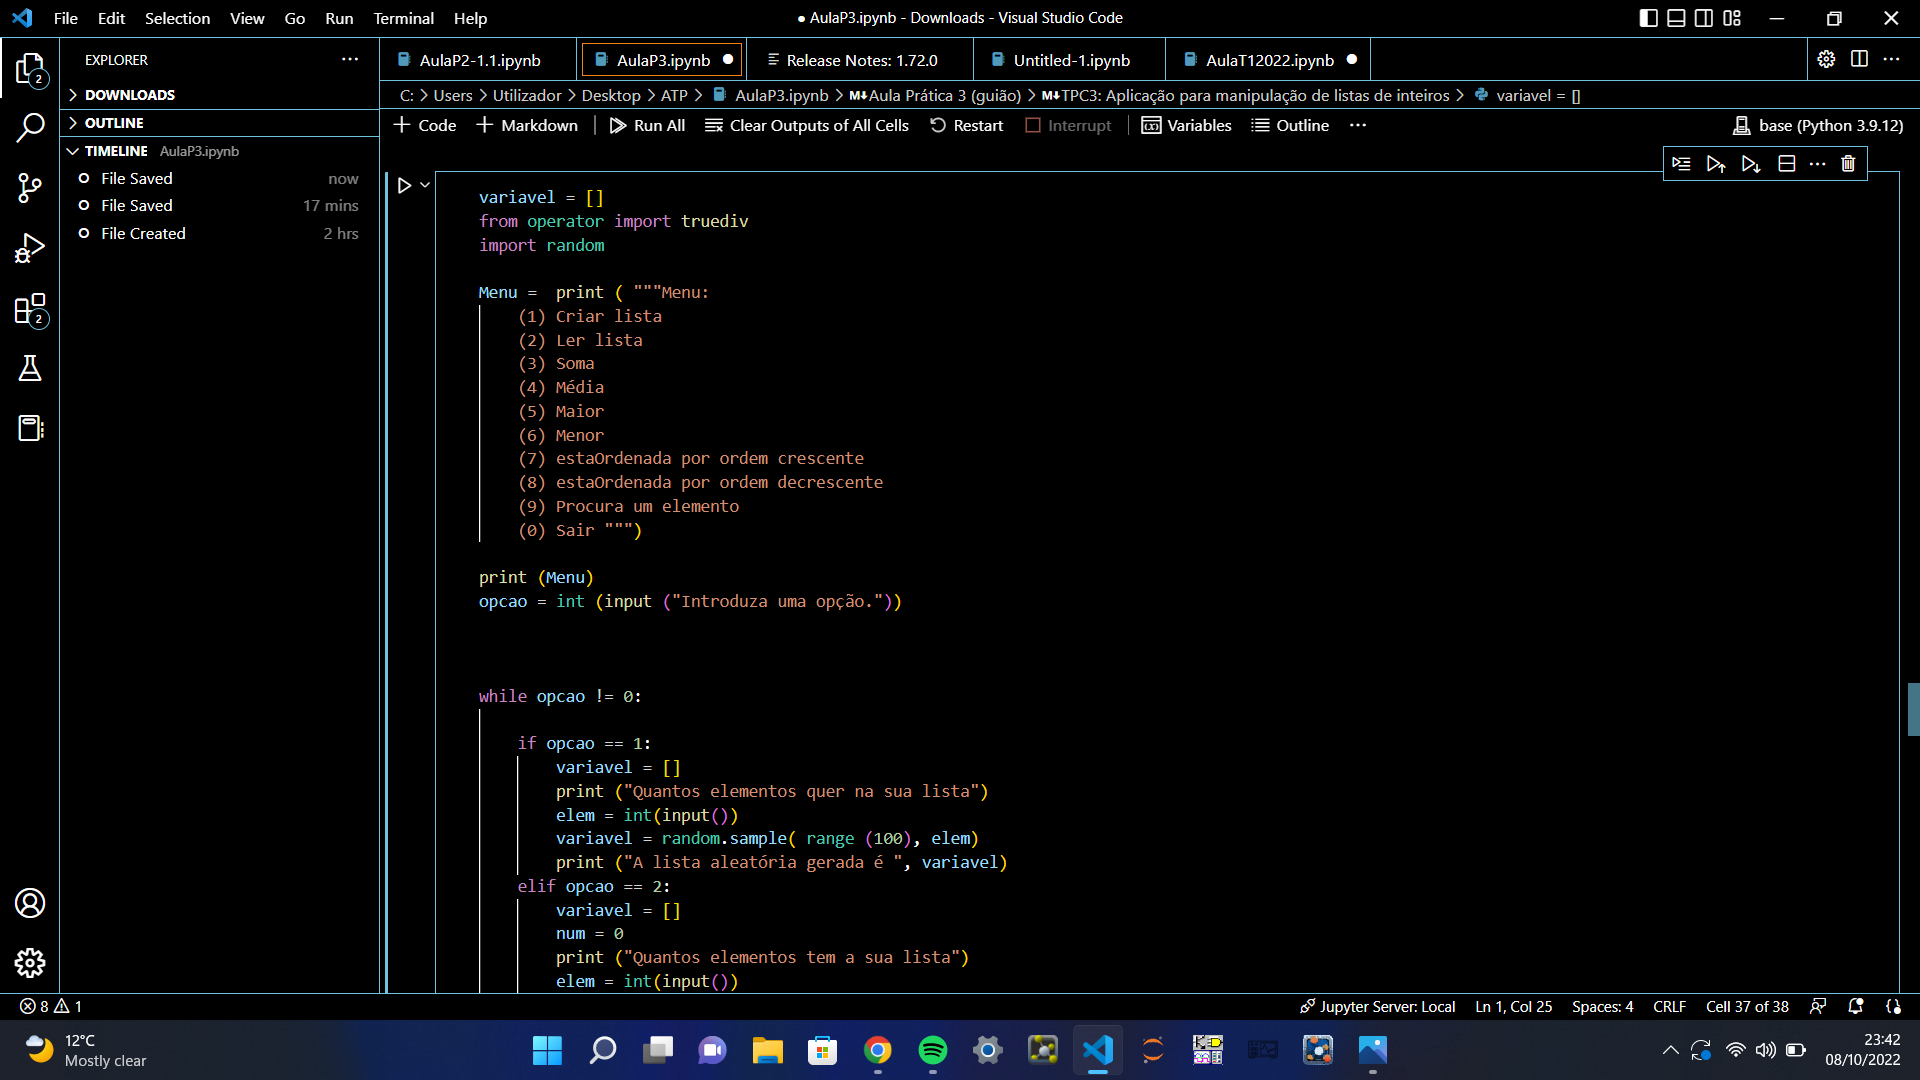 File Edit Selection View Go Run Terminal Help
● AulaP3.ipynb - Downloads - Visual Studio Code
EXPLORER
AulaP2-1.1.ipynb
AulaP3.ipynb
Release Notes: 1.72.0
Untitled-1.ipynb
AulaT12022.ipynb
DOWNLOADS
OUTLINE
TIMELINE AulaP3.ipynb
File Saved now
File Saved 17 mins
File Created 2 hrs
2
2
C: > Users > Utilizador > Desktop > ATP > AulaP3.ipynb > M↓Aula Prática 3 (guião) > M↓TPC3: Aplicação para manipulação de listas de inteiros > variavel = []
+ Code + Markdown | Run All Clear Outputs of All Cells Restart Interrupt | Variables Outline ···
base (Python 3.9.12)
variavel = []
from operator import truediv
import random
Menu =  print ( """Menu:
(1) Criar lista
(2) Ler lista
(3) Soma
(4) Média
(5) Maior
(6) Menor
(7) estaOrdenada por ordem crescente
(8) estaOrdenada por ordem decrescente
(9) Procura um elemento
(0) Sair """)
print (Menu)
opcao = int (input ("Introduza uma opção."))
while opcao != 0:
if opcao == 1:
variavel = []
print ("Quantos elementos quer na sua lista")
elem = int(input())
variavel = random.sample( range (100), elem)
print ("A lista aleatória gerada é ", variavel)
elif opcao == 2:
variavel = []
num = 0
print ("Quantos elementos tem a sua lista")
elem = int(input())
8 1
Jupyter Server: Local Ln 1, Col 25 Spaces: 4 CRLF Cell 37 of 38
12°C
Mostly clear
23:42
08/10/2022